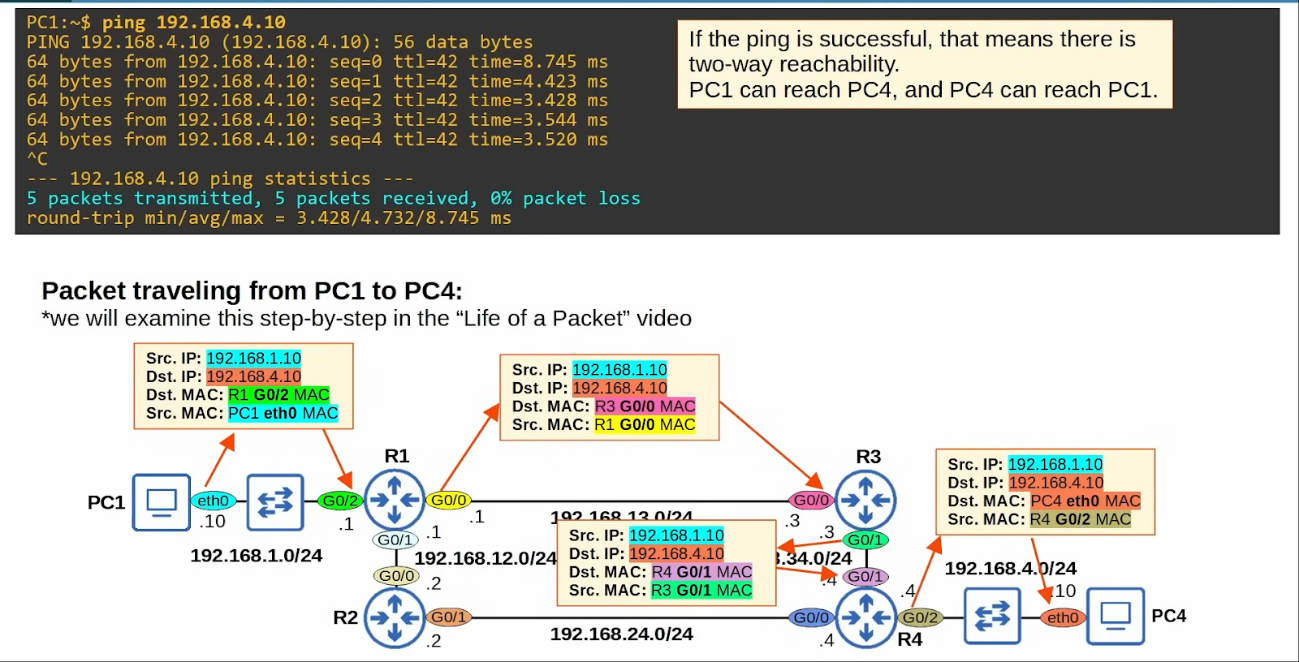 PC1:~$ ping 192.168.4.10
PING 192.168.4.10 (192.168.4.10): 56 data bytes
64 bytes from 192.168.4.10: seq=0 ttl=42 time=8.745 ms
64 bytes from 192.168.4.10: seq=1 ttl=42 time=4.423 ms
64 bytes from 192.168.4.10: seq=2 ttl=42 time=3.428 ms
64 bytes from 192.168.4.10: seq=3 ttl=42 time=3.544 ms
64 bytes from 192.168.4.10: seq=4 ttl=42 time=3.520 ms
^C
--- 192.168.4.10 ping statistics ---
5 packets transmitted, 5 packets received, 0% packet loss
round-trip min/avg/max = 3.428/4.732/8.745 ms
If the ping is successful, that means there is
two-way reachability.
PC1 can reach PC4, and PC4 can reach PC1.
Packet traveling from PC1 to PC4:
*we will examine this step-by-step in the “Life of a Packet” video
Src. IP: 192.168.1.10
Dst. IP: 192.168.4.10
Dst. MAC: R1 G0/2 MAC
Src. MAC: PC1 eth0 MAC
Src. IP: 192.168.1.10
Dst. IP: 192.168.4.10
Dst. MAC: R3 G0/0 MAC
Src. MAC: R1 G0/0 MAC
R1
R3
Src. IP: 192.168.1.10
Dst. IP: 192.168.4.10
Dst. MAC: PC4 eth0 MAC
Src. MAC: R4 G0/2 MAC
PC1
eth0
G0/2
G0/0
G0/0
.10
.1
.1
.3
192.168.13.0/24
.1
.3
G0/1
G0/1
192.168.1.0/24
192.168.12.0/24
Src. IP: 192.168.1.10
Dst. IP: 192.168.4.10
Dst. MAC: R4 G0/1 MAC
Src. MAC: R3 G0/1 MAC
3.34.0/24
192.168.4.0/24
G0/0
.2
.4
G0/1
.4
.10
R2
G0/1
G0/0
G0/2
eth0
PC4
192.168.24.0/24
.2
.4
R4